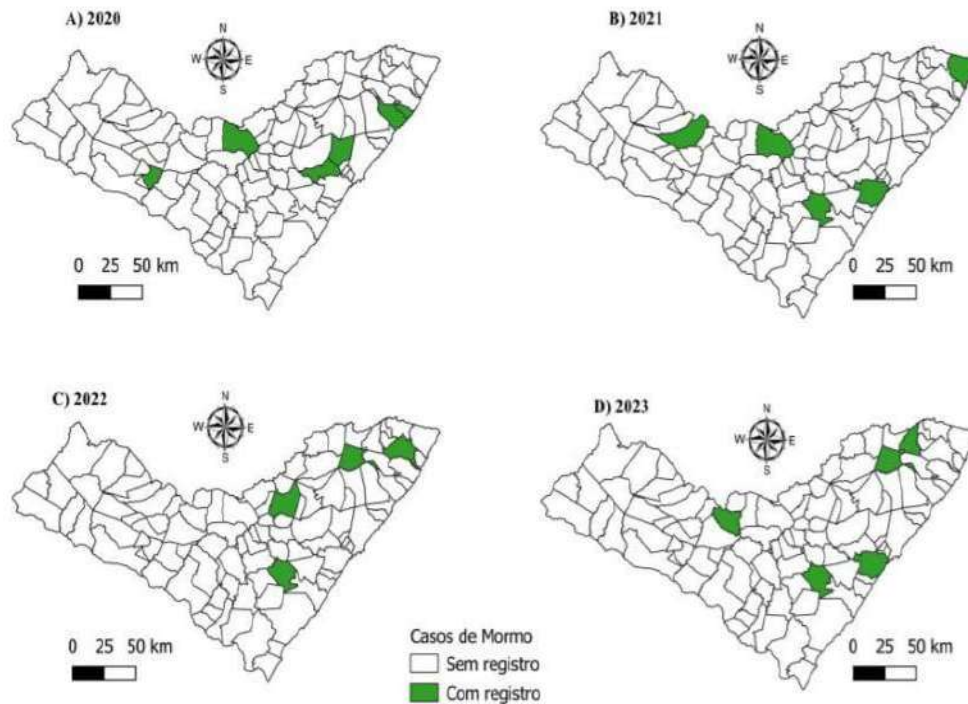 A) 2020
N
W E
S
0 25 50 km
B) 2021
N
W E
S
0 25 50 km
C) 2022
N
W E
S
0 25 50 km
Casos de Mormo
Sem registro
Com registro
D) 2023
N
W E
S
0 25 50 km